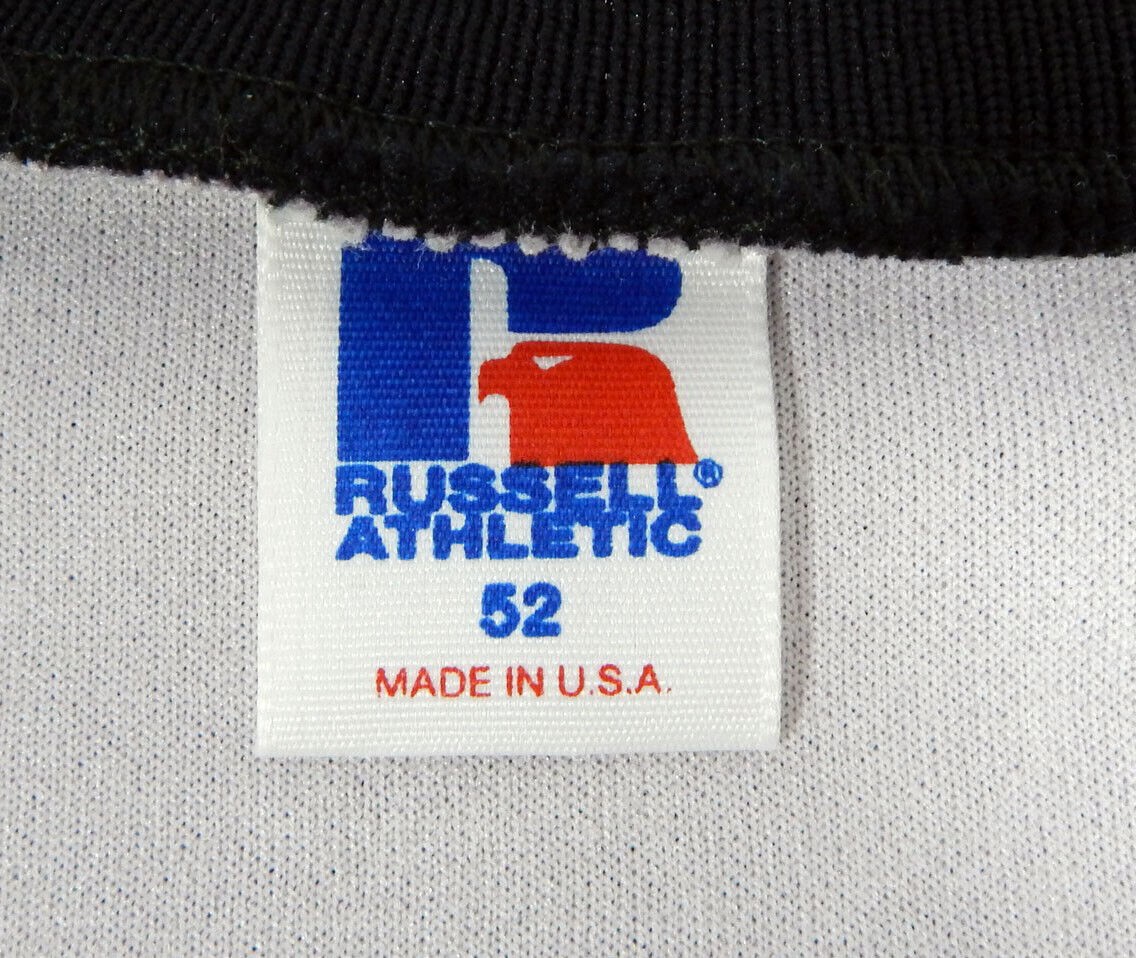 RUSSELL®
ATHLETIC
52
MADE IN U.S.A.